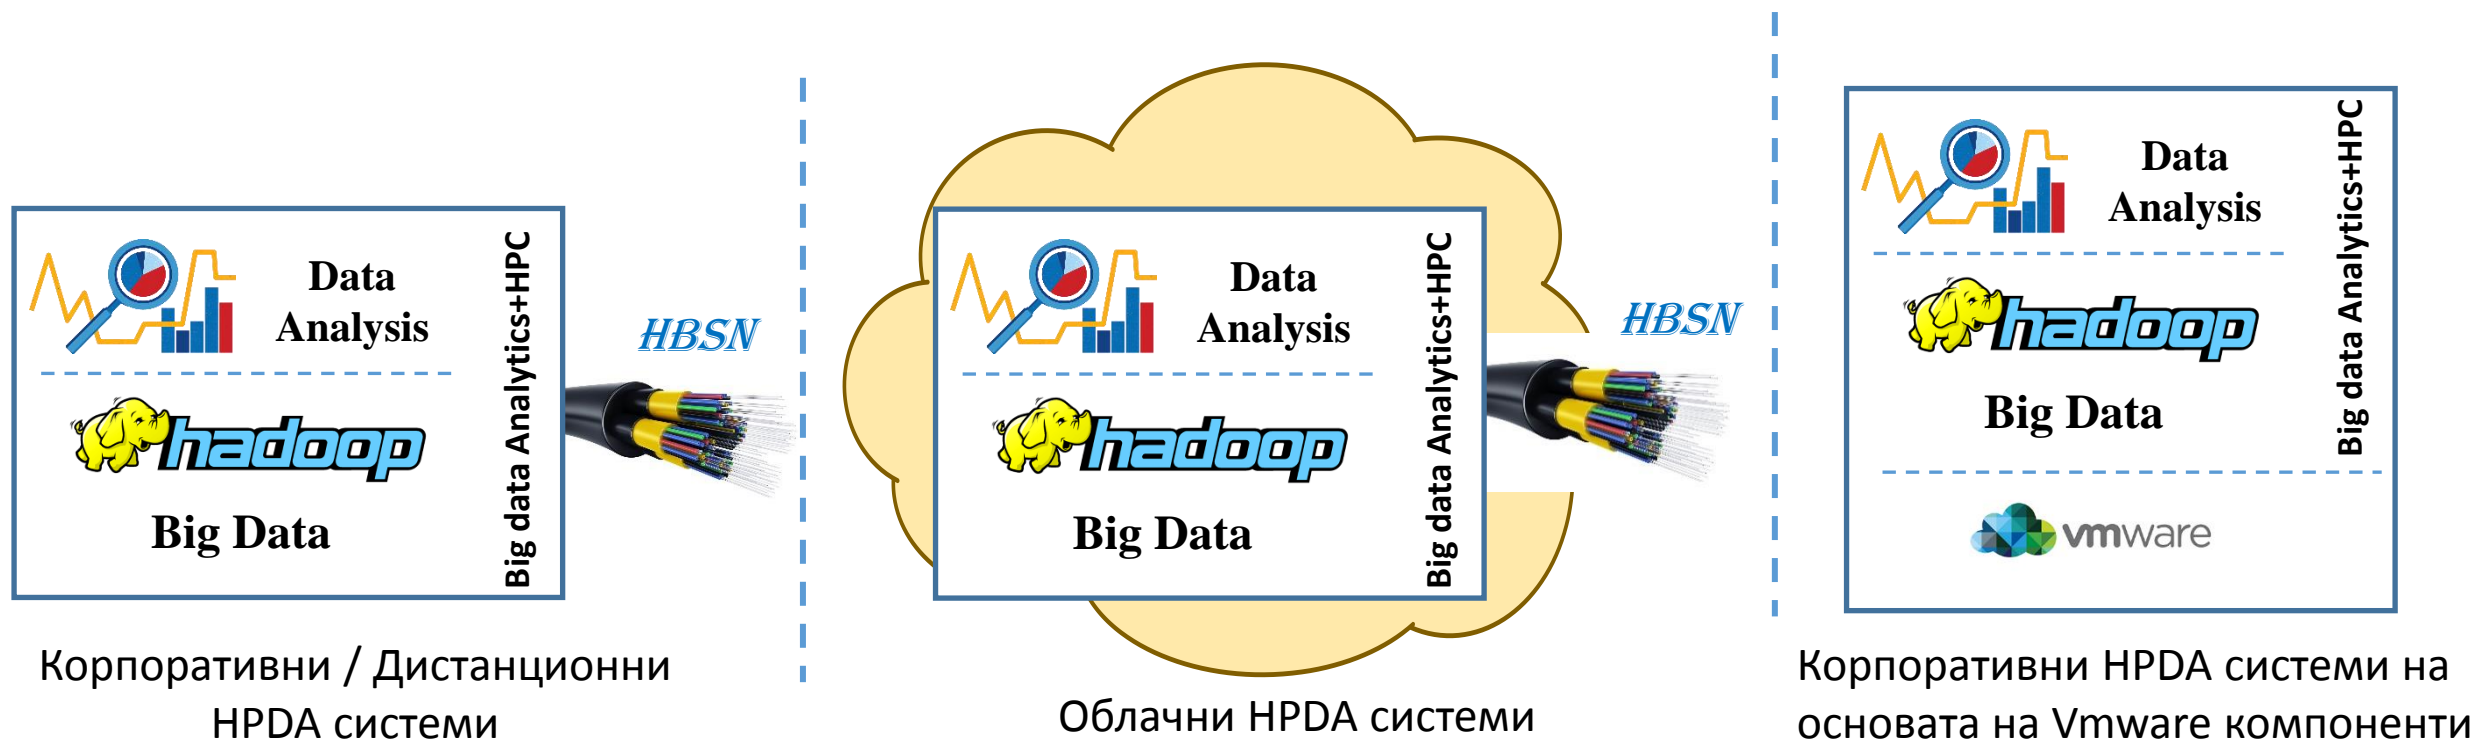 Data
Analysis
hadoop
Big Data
Big data Analytics+HPC
HBSN
Корпоративни / Дистанционни
HPDA системи
Data
Analysis
hadoop
Big Data
Big data Analytics+HPC
HBSN
Облачни HPDA системи
Data
Analysis
hadoop
Big Data
vmware
Big data Analytics+HPC
Корпоративни HPDA системи на
основата на Vmware компоненти